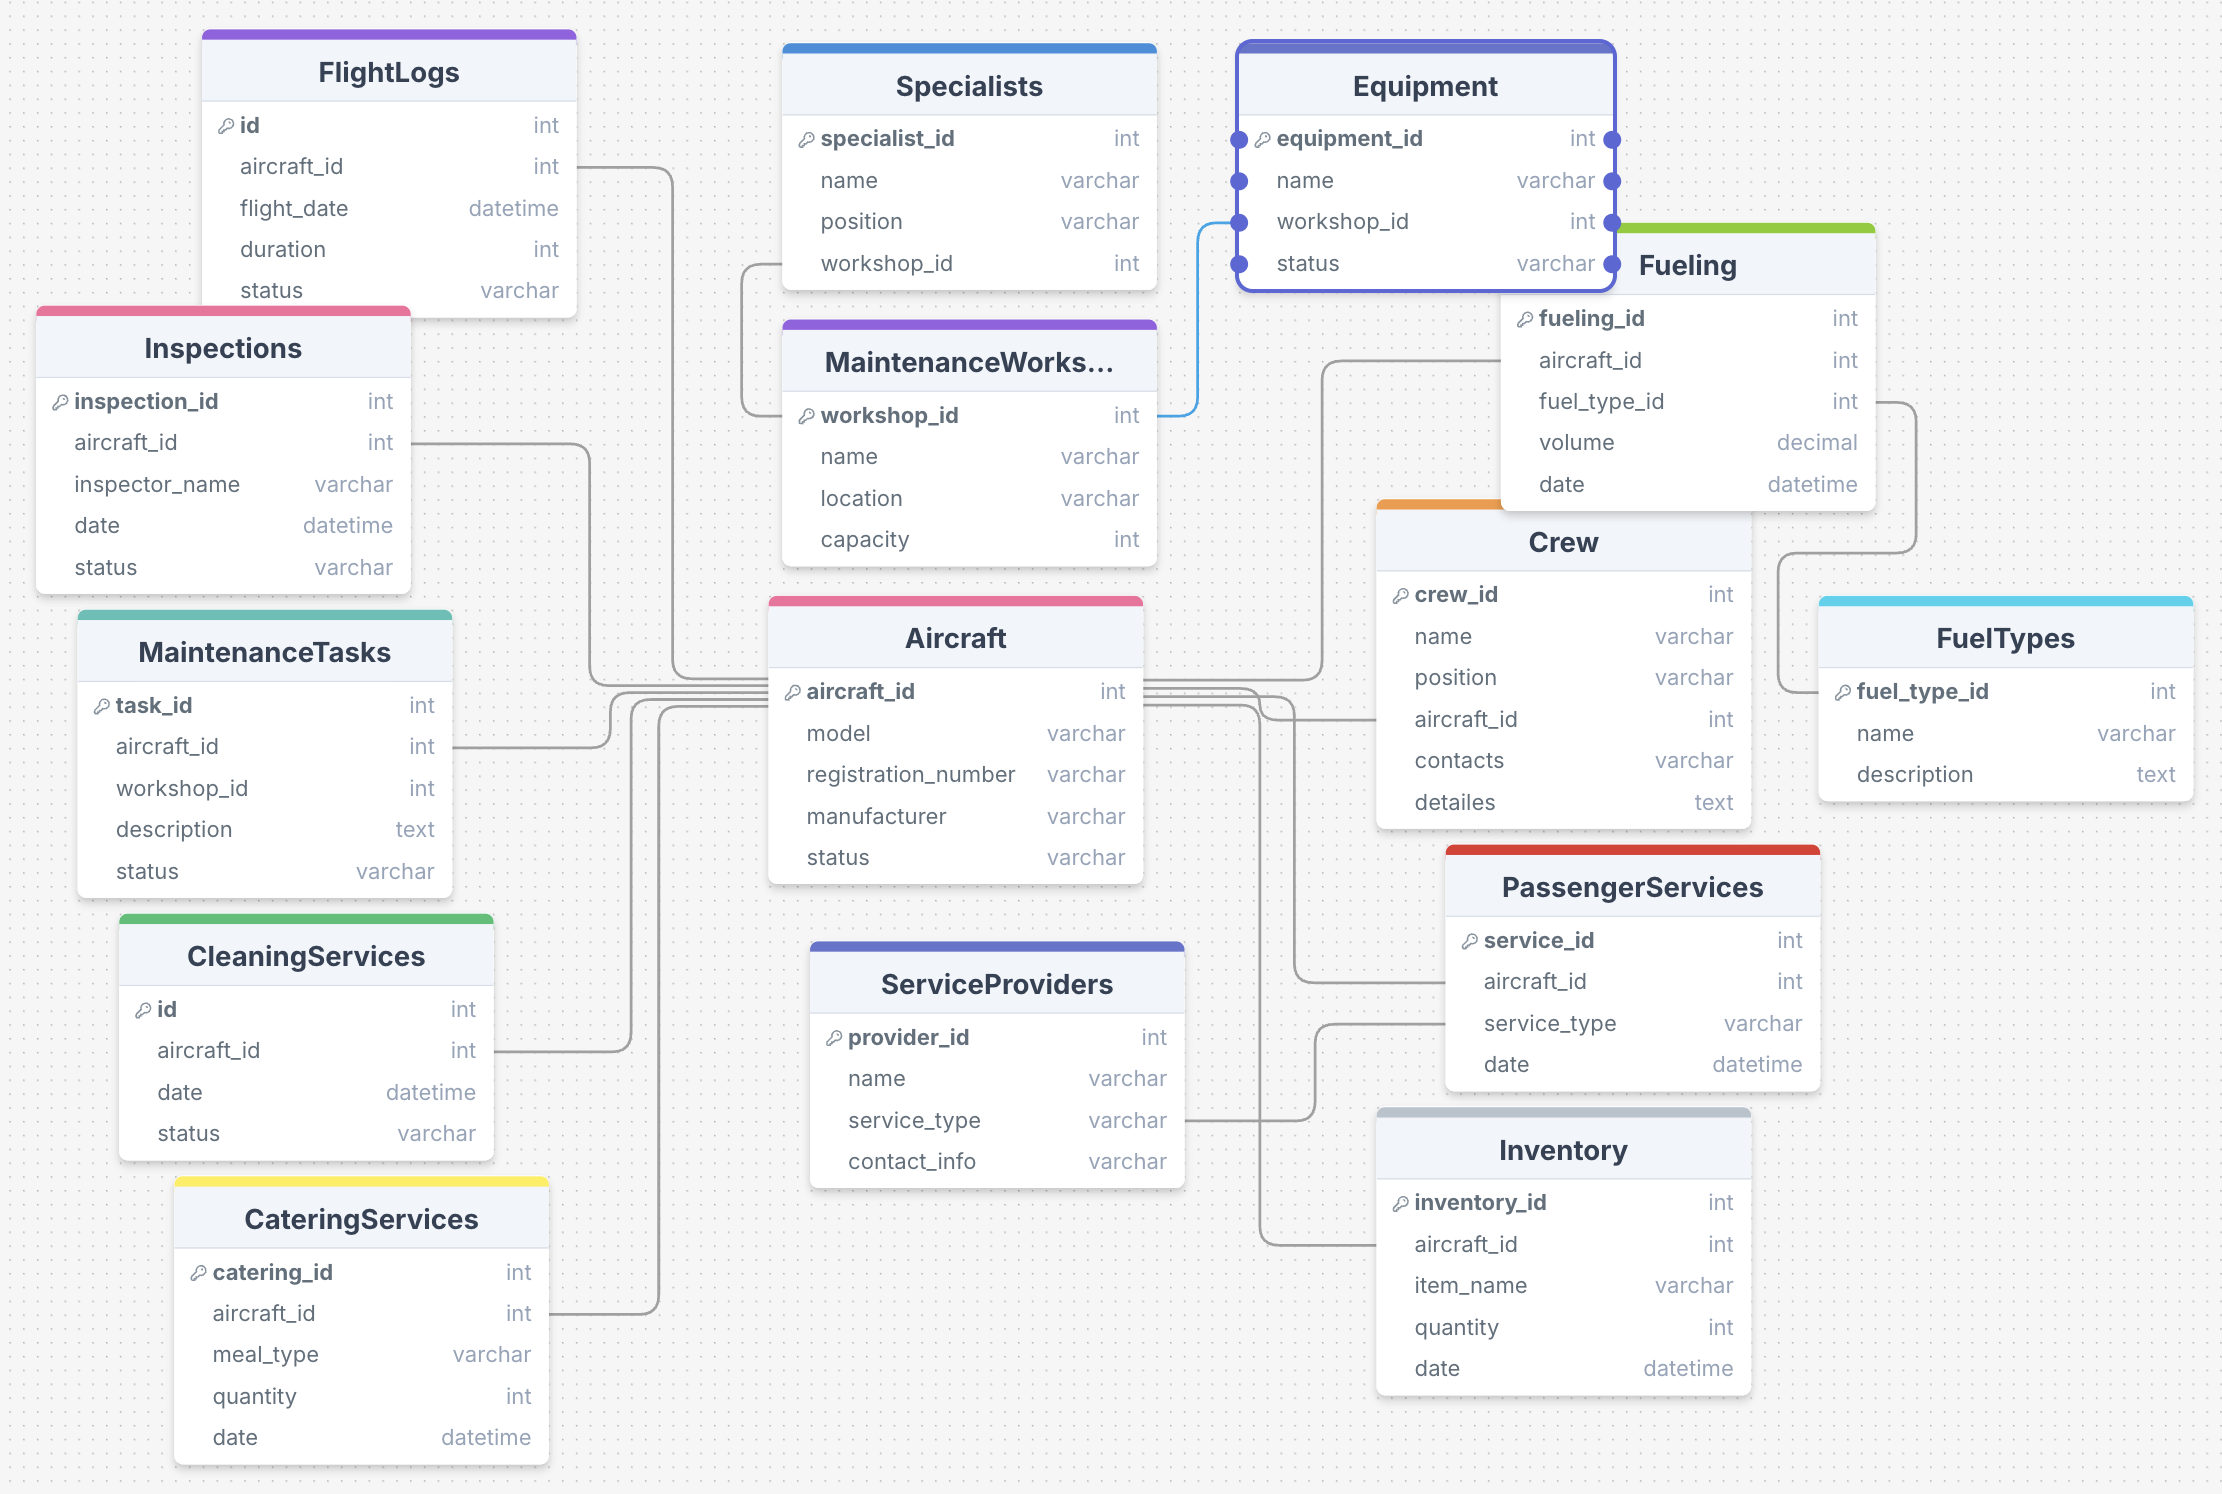 FlightLogs
id int
aircraft_id int
flight_date datetime
duration int
status varchar
Specialists
specialist_id int
name varchar
position varchar
workshop_id int
Equipment
equipment_id int
name varchar
workshop_id int
status varchar
Fueling
fueling_id int
aircraft_id int
fuel_type_id int
volume decimal
date datetime
Inspections
inspection_id int
aircraft_id int
inspector_name varchar
date datetime
status varchar
MaintenanceWorks...
workshop_id int
name varchar
location varchar
capacity int
Crew
crew_id int
name varchar
position varchar
aircraft_id int
contacts varchar
detailes text
FuelTypes
fuel_type_id int
name varchar
description text
MaintenanceTasks
task_id int
aircraft_id int
workshop_id int
description text
status varchar
Aircraft
aircraft_id int
model varchar
registration_number varchar
manufacturer varchar
status varchar
PassengerServices
service_id int
aircraft_id int
service_type varchar
date datetime
CleaningServices
id int
aircraft_id int
date datetime
status varchar
ServiceProviders
provider_id int
name varchar
service_type varchar
contact_info varchar
Inventory
inventory_id int
aircraft_id int
item_name varchar
quantity int
date datetime
CateringServices
catering_id int
aircraft_id int
meal_type varchar
quantity int
date datetime